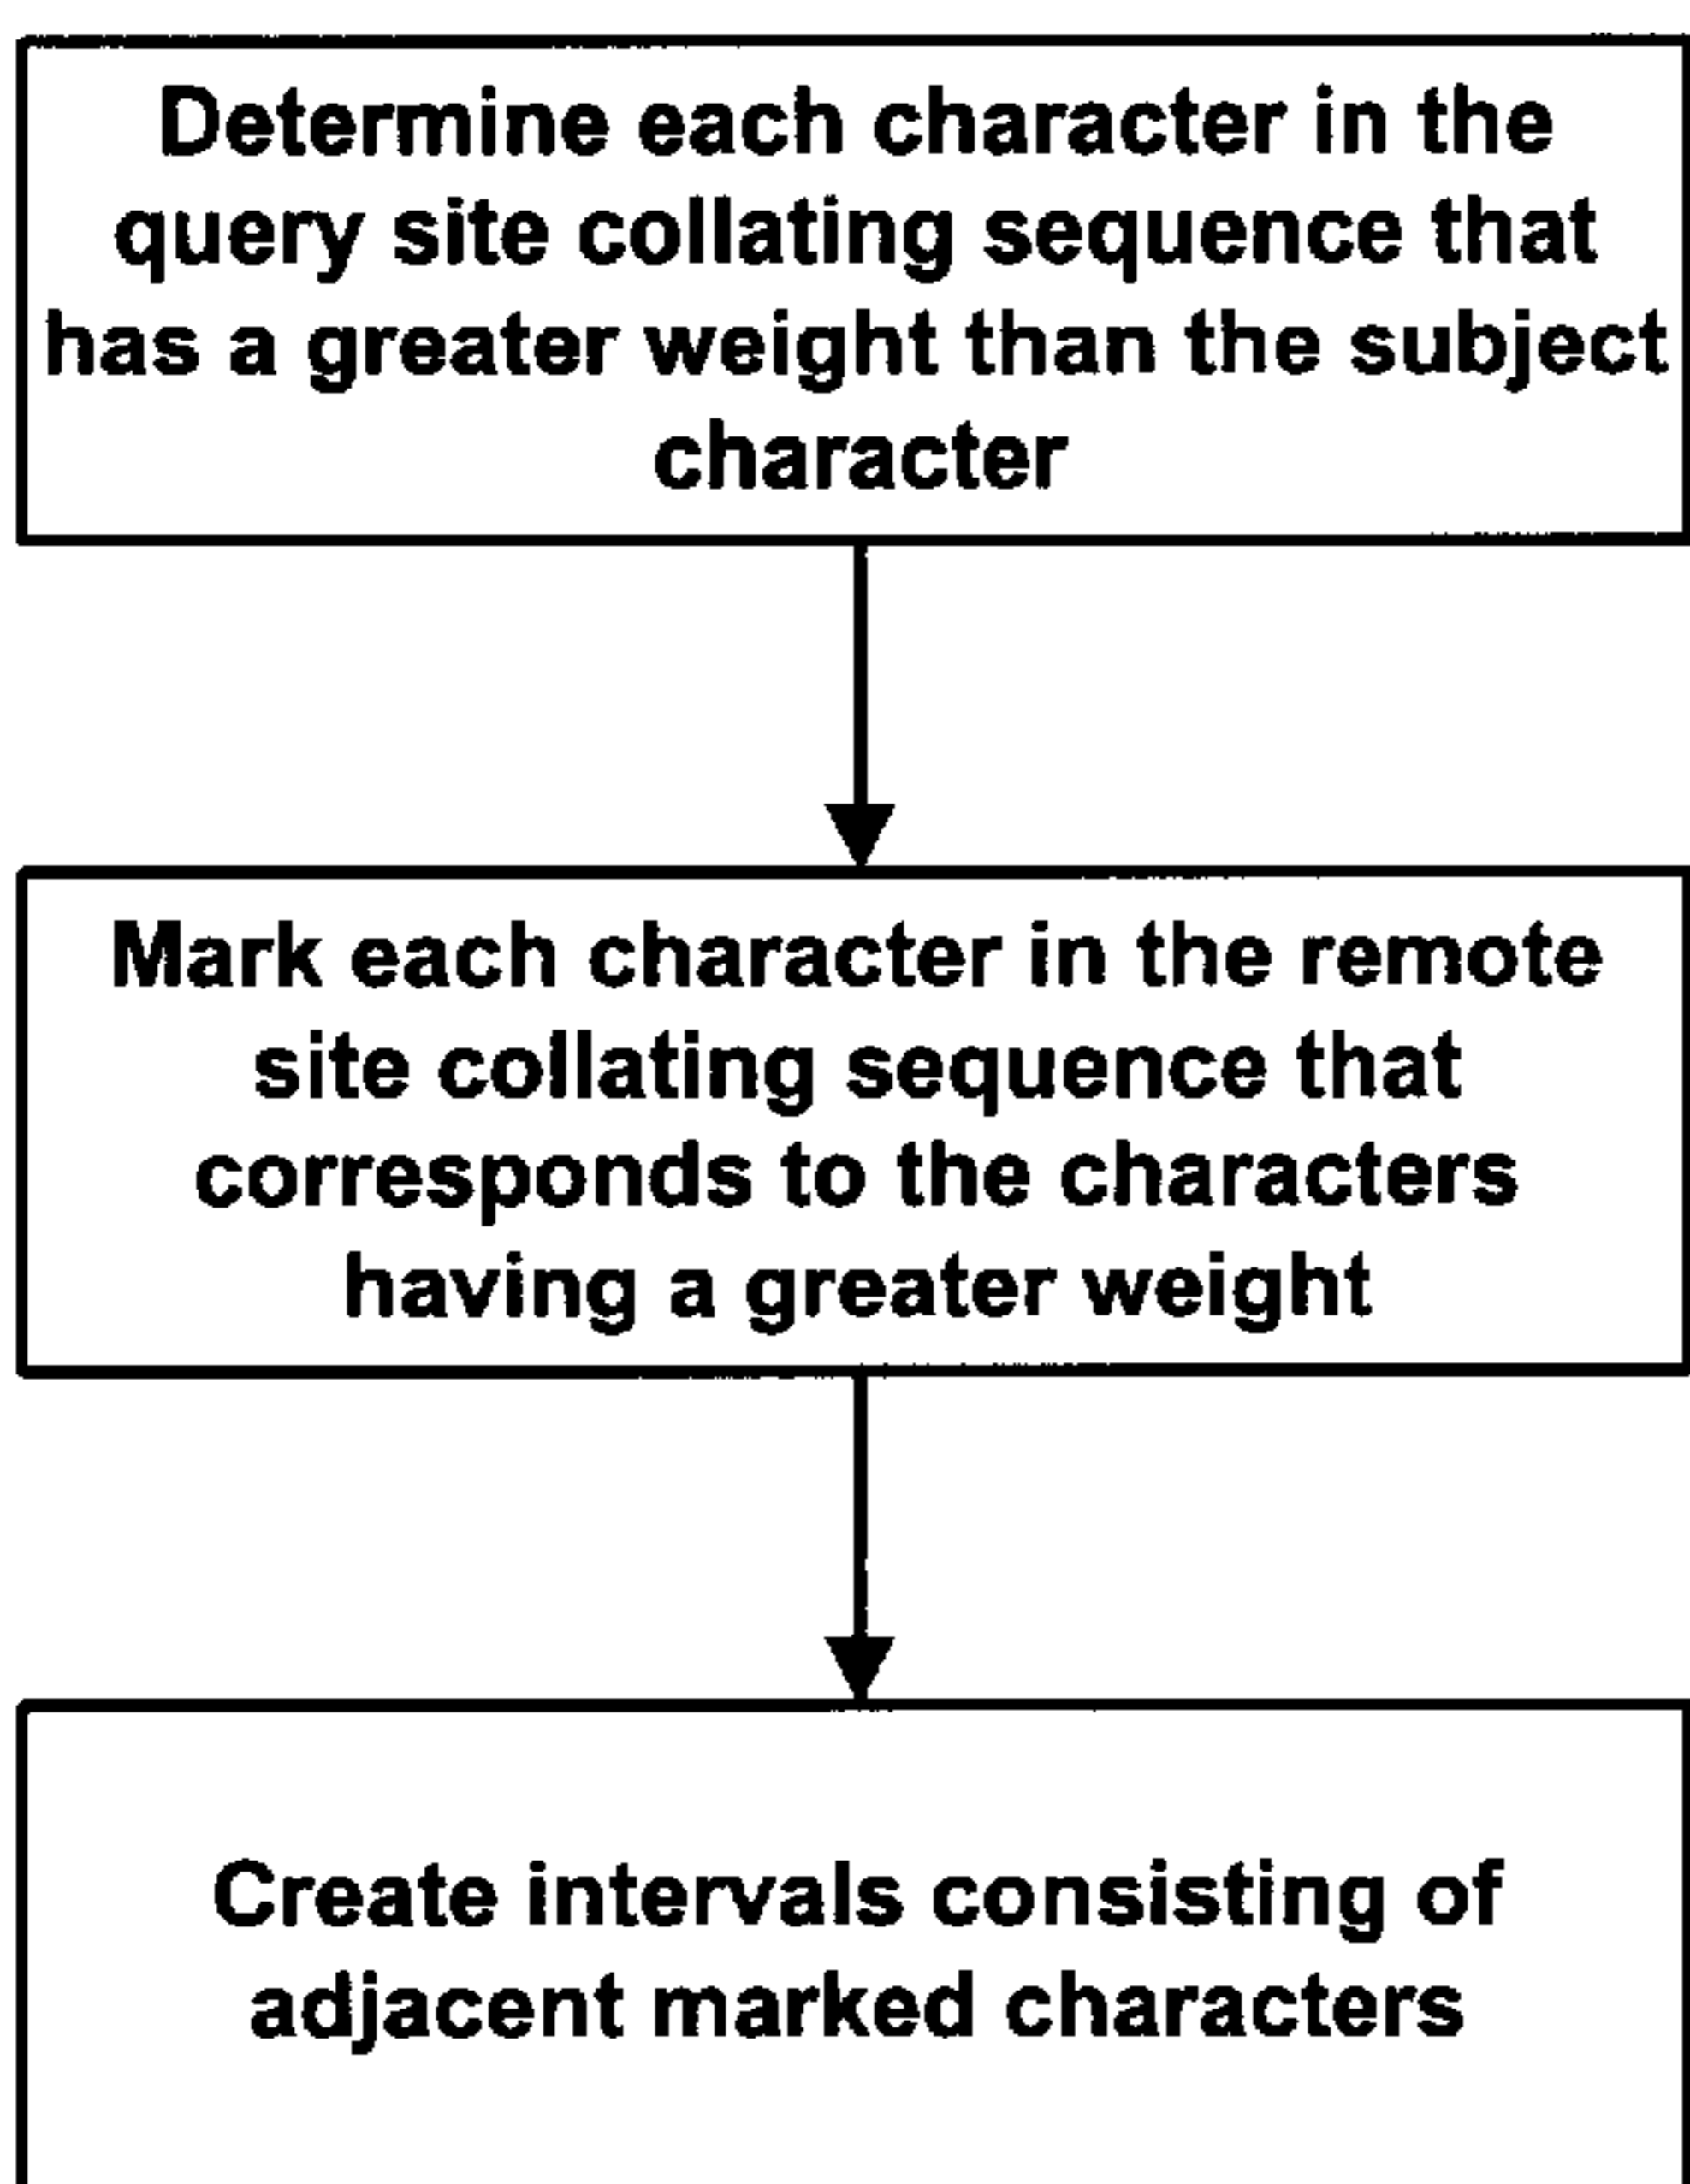 Determine each character in the
query site collating sequence that
has a greater weight than the subject
character
Mark each character in the remote
site collating sequence that
corresponds to the characters
having a greater weight
Create intervals consisting of
adjacent marked characters